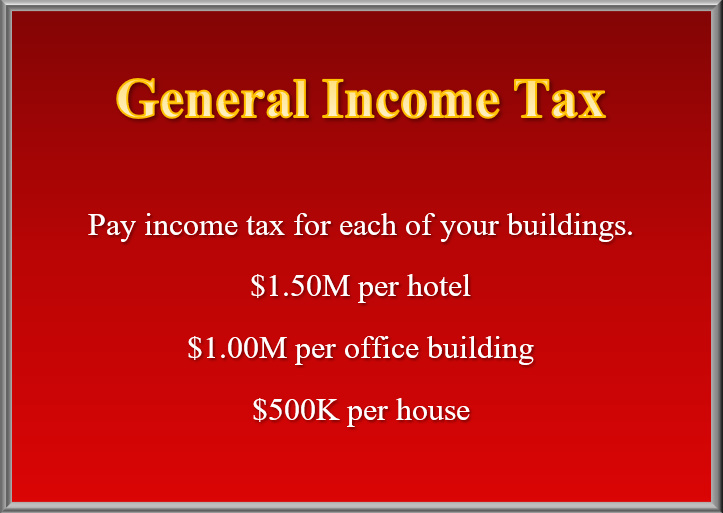 General Income Tax
Pay income tax for each of your buildings.
$1.50M per hotel
$1.00M per office building
$500K per house